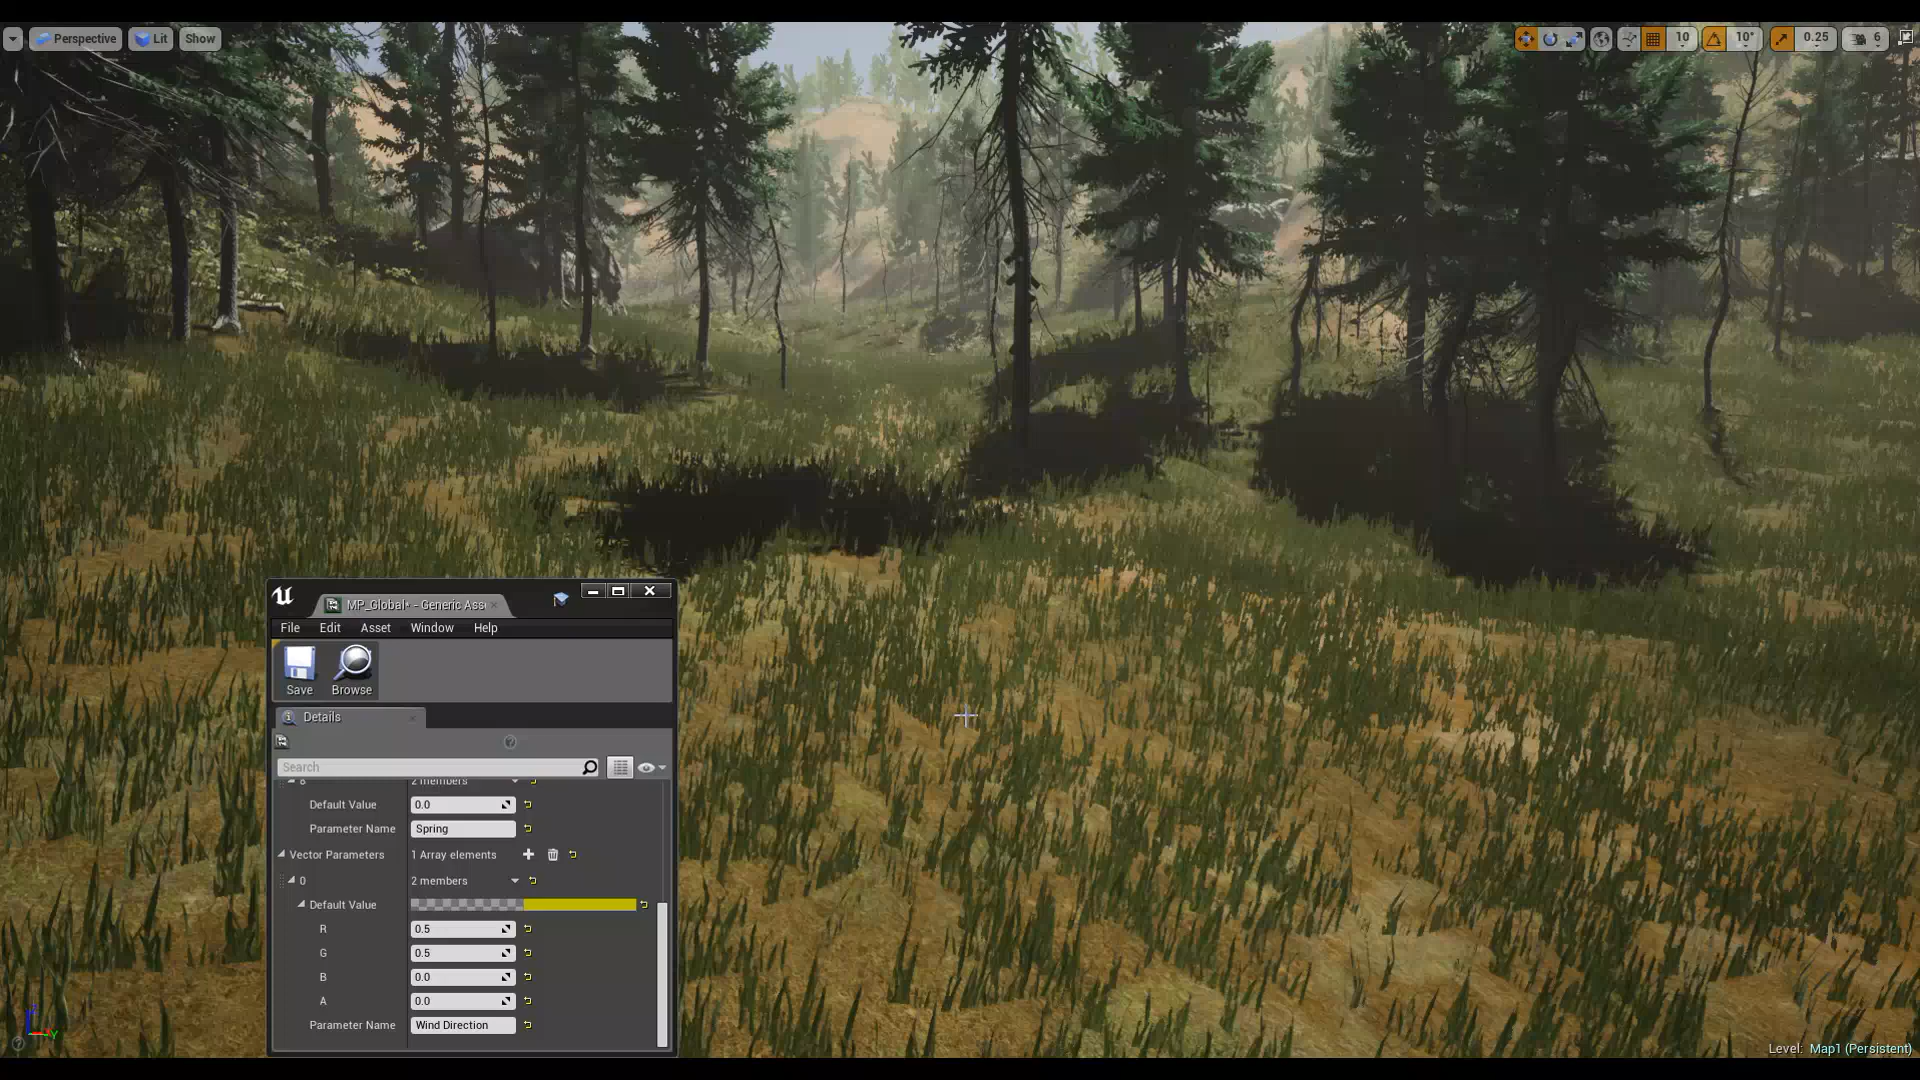 Perspective Lit Show 10 10° 0.25 6
MP_Global* - Generic Ass
File Edit Asset Window Help
Save Browse
Details
Search
8 2 members
Default Value 0.0
Parameter Name Spring
Vector Parameters 1 Array elements
0 2 members
Default Value
R 0.5
G 0.5
B 0.0
A 0.0
Parameter Name Wind Direction
Level: Map1 (Persistent)